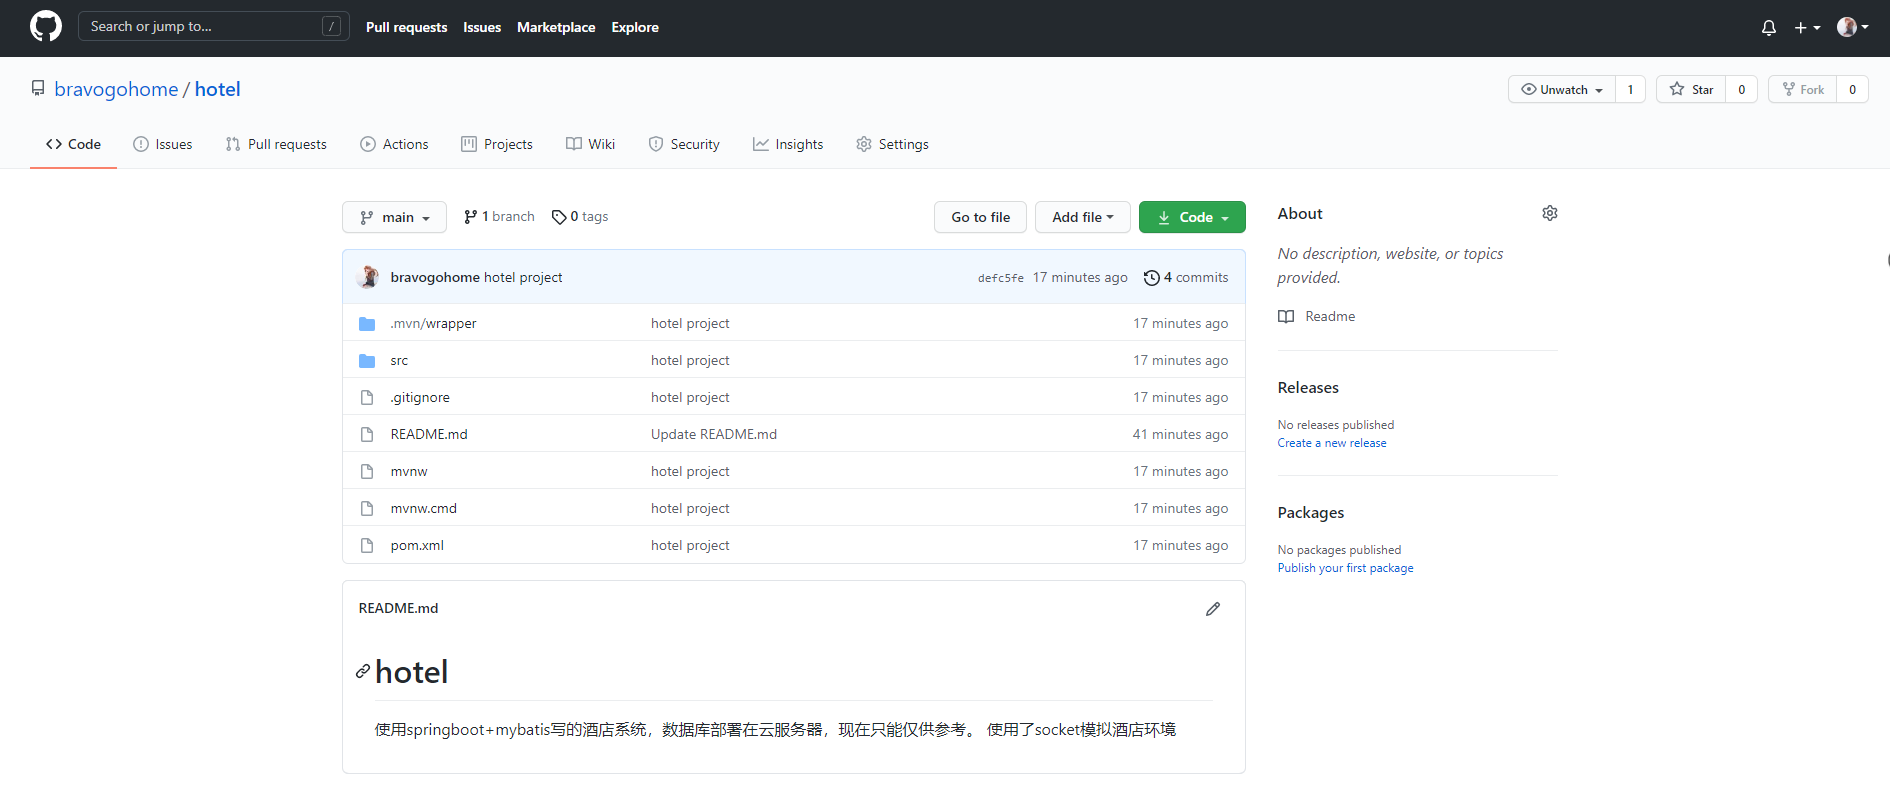 Search or jump to... /
Pull requests Issues Marketplace Explore
bravogohome / hotel
Unwatch 1 Star 0 Fork 0
Code Issues Pull requests Actions Projects Wiki Security Insights Settings
main 1 branch 0 tags Go to file Add file Code
bravogohome hotel project defc5fe 17 minutes ago 4 commits
.mvn/wrapper hotel project 17 minutes ago
src hotel project 17 minutes ago
.gitignore hotel project 17 minutes ago
README.md Update README.md 41 minutes ago
mvnw hotel project 17 minutes ago
mvnw.cmd hotel project 17 minutes ago
pom.xml hotel project 17 minutes ago
README.md
hotel
使用springboot+mybatis写的酒店系统，数据库部署在云服务器，现在只能仅供参考。 使用了socket模拟酒店环境
About
No description, website, or topics
provided.
Readme
Releases
No releases published
Create a new release
Packages
No packages published
Publish your first package